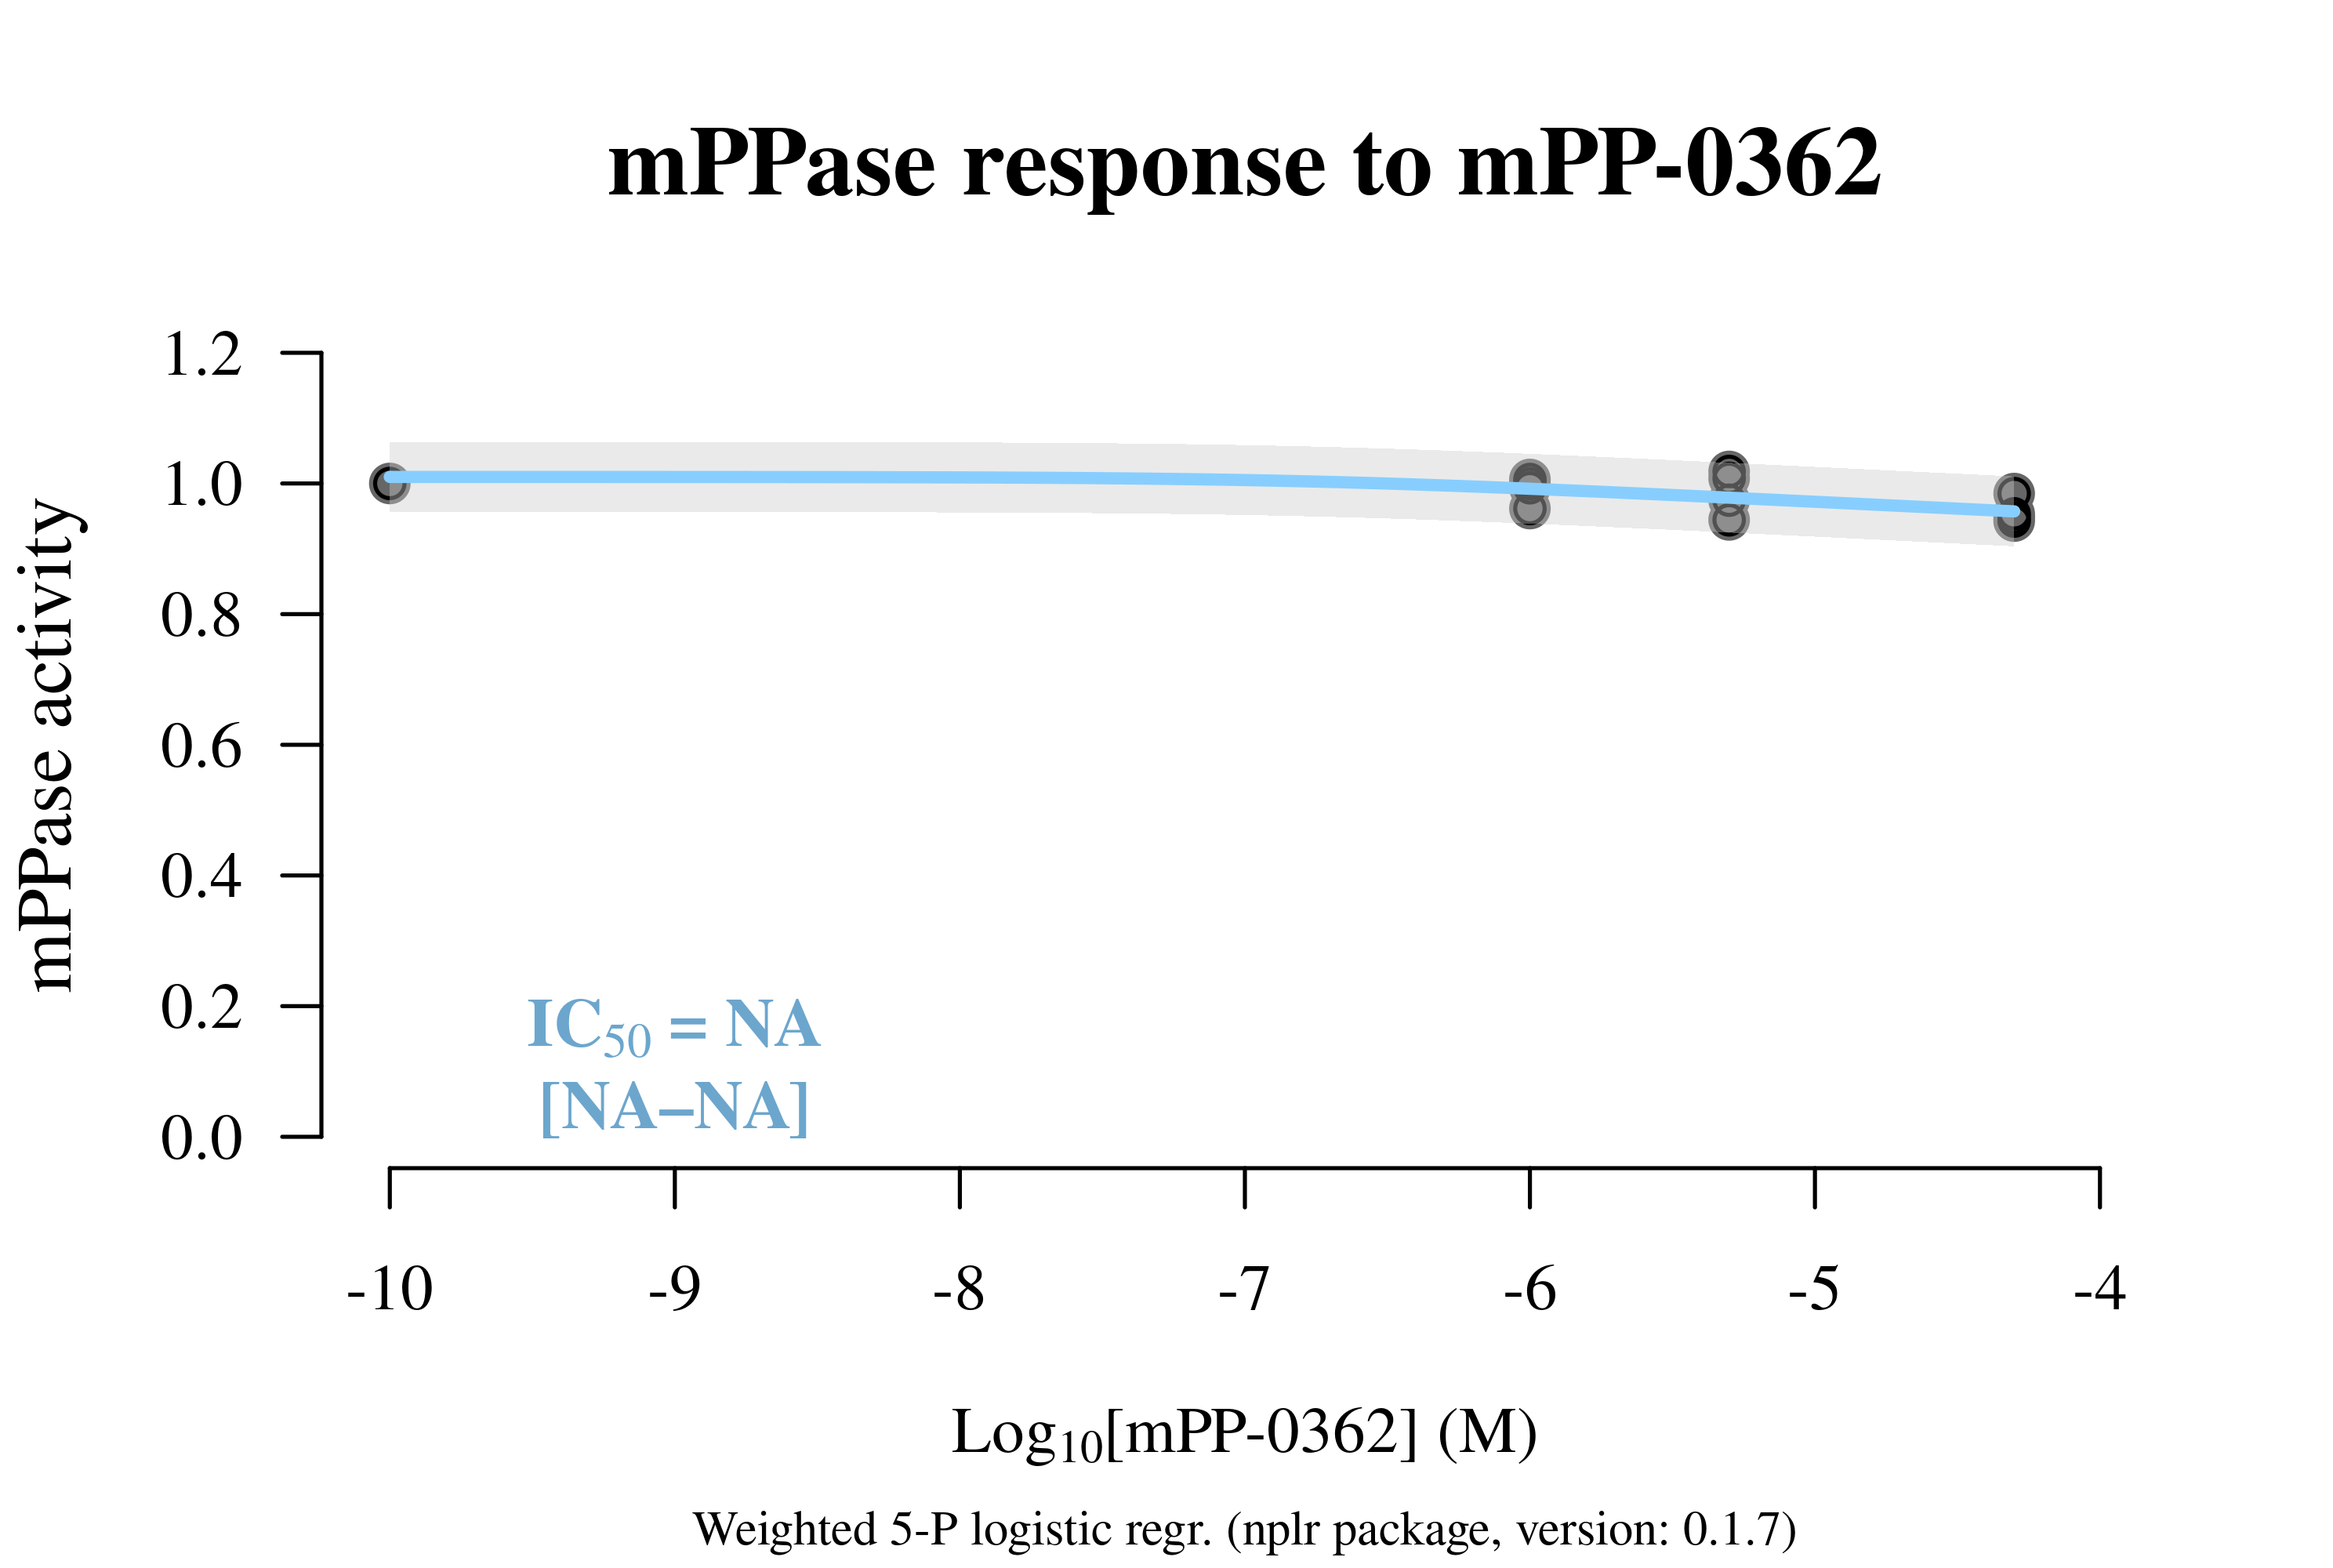 mPPase response to mPP-0362
mPPase activity
1.2
1.0
0.8
0.6
0.4
0.2
0.0
IC50 = NA
[NA–NA]
-10 -9 -8 -7 -6 -5 -4
Log10[mPP-0362] (M)
Weighted 5-P logistic regr. (nplr package, version: 0.1.7)